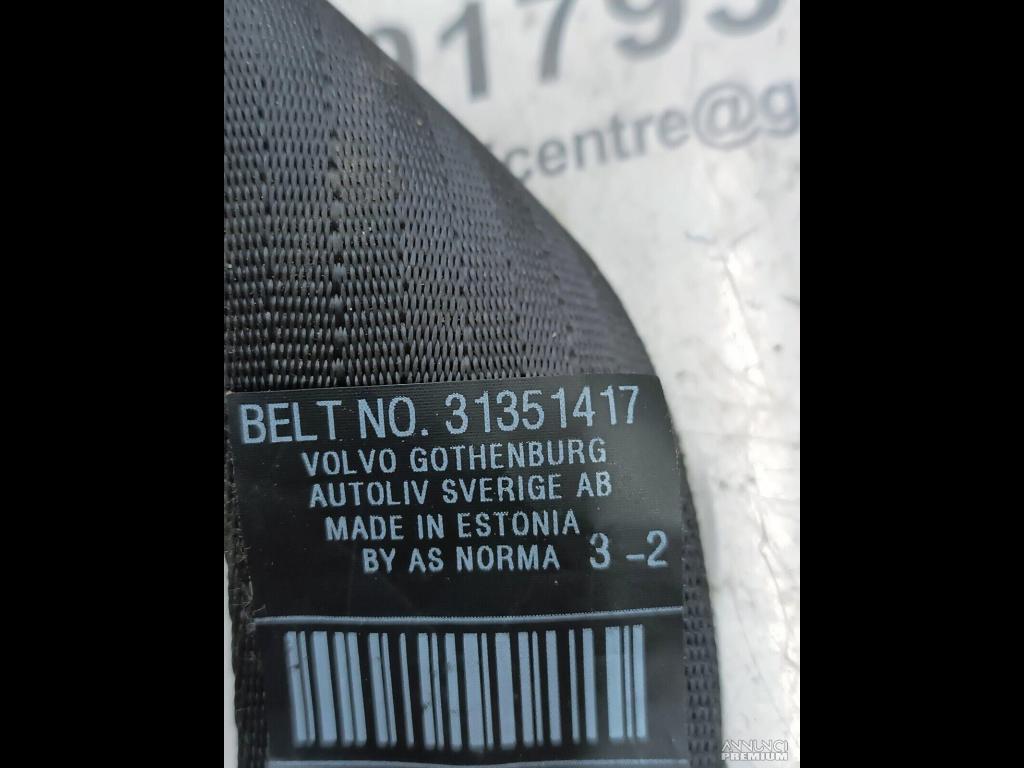 BELT NO. 31351417
VOLVO GOTHENBURG
AUTOLIV SVERIGE AB
MADE IN ESTONIA
BY AS NORMA 3 -2
ANNUNCI
PREMIUM